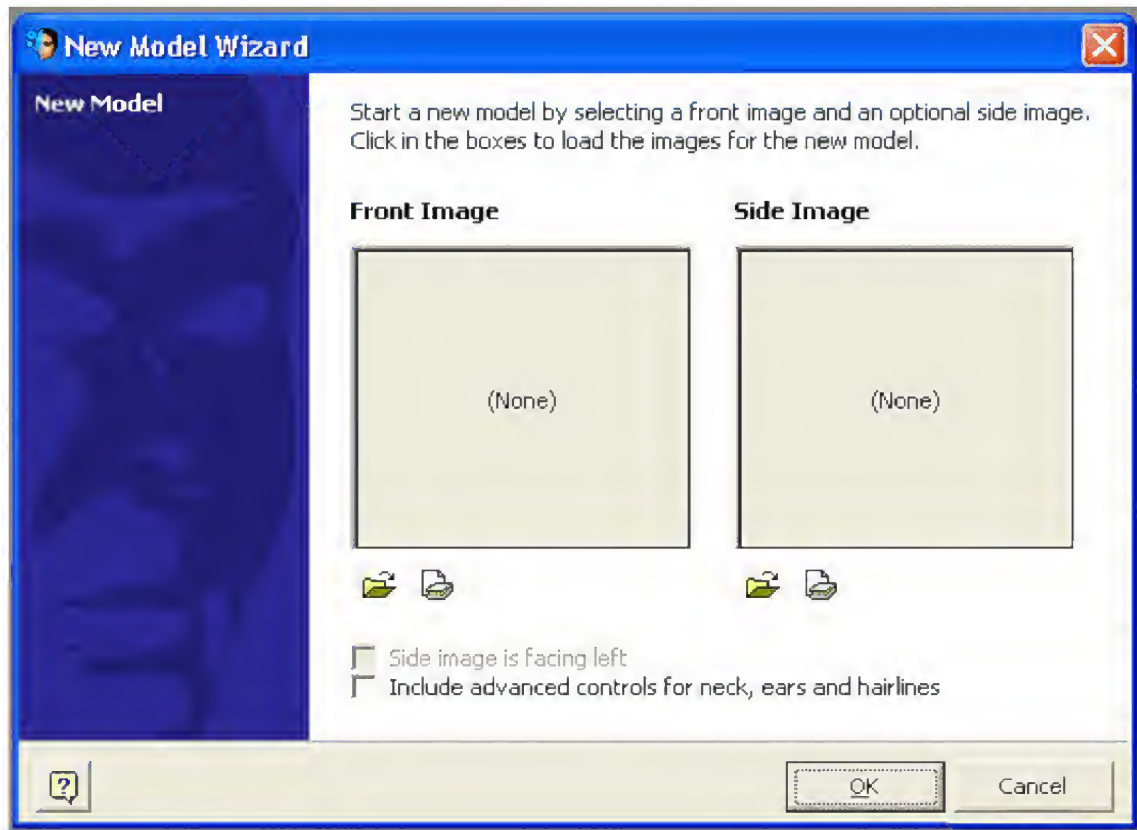 New Model Wizard
New Model
Start a new model by selecting a front image and an optional side image.
Click in the boxes to load the images for the new model.
Front Image
Side Image
(None)
(None)
Side image is facing left
Include advanced controls for neck, ears and hairlines
?
OK
Cancel